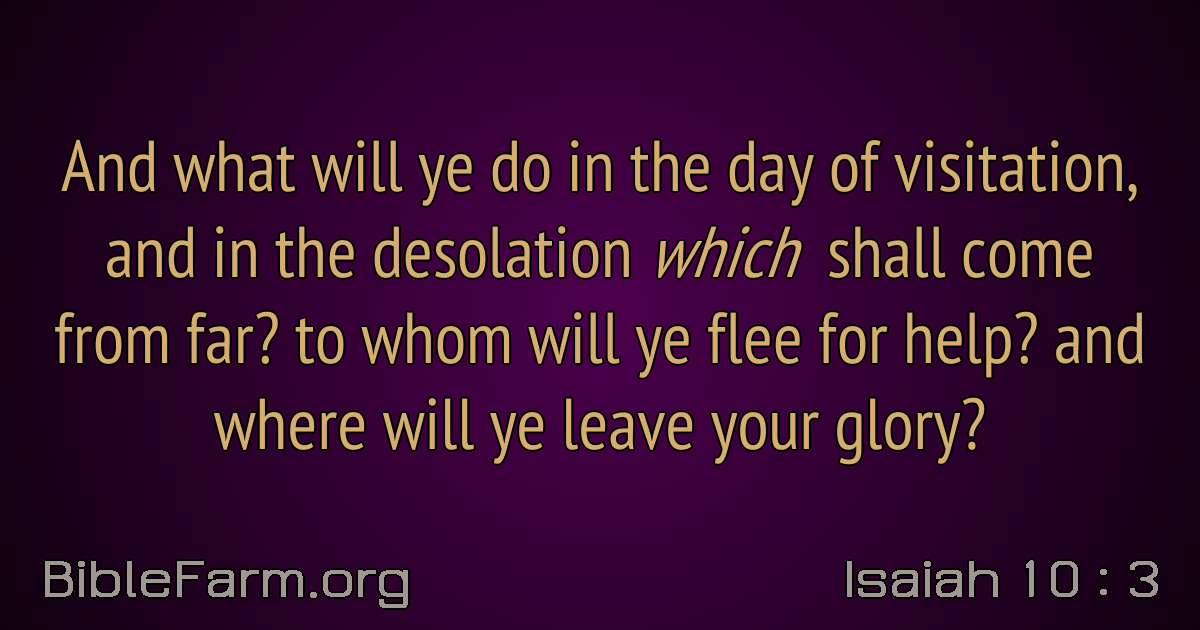 And what will ye do in the day of visitation,
and in the desolation which shall come
from far? to whom will ye flee for help? and
where will ye leave your glory?
BibleFarm.org
Isaiah 10 : 3